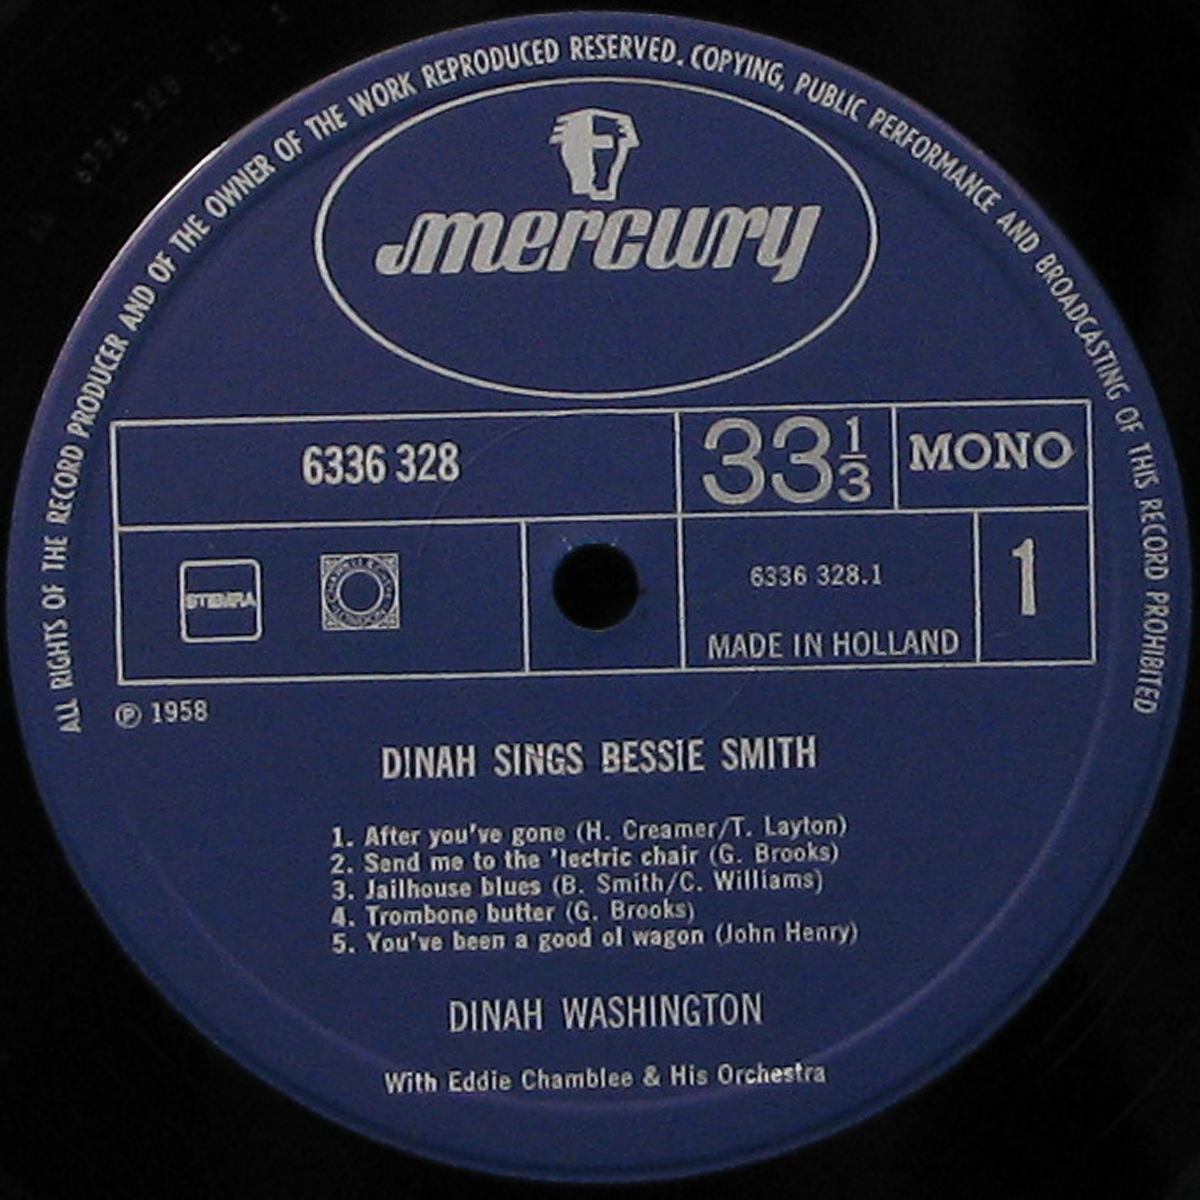 ALL RIGHTS OF THE RECORD PRODUCER AND OF THE OWNER OF THE WORK REPRODUCED RESERVED. COPYING, PUBLIC PERFORMANCE AND BROADCASTING OF THIS RECORD PROHIBITED
mercury
6336 328
33 1/3
MONO
STEMRA
6336 328.1
MADE IN HOLLAND
1
℗ 1958
DINAH SINGS BESSIE SMITH
1. After you've gone (H. Creamer/T. Layton)
2. Send me to the 'lectric chair (G. Brooks)
3. Jailhouse blues (B. Smith/C. Williams)
4. Trombone butter (G. Brooks)
5. You've been a good ol wagon (John Henry)
DINAH WASHINGTON
With Eddie Chamblee & His Orchestra